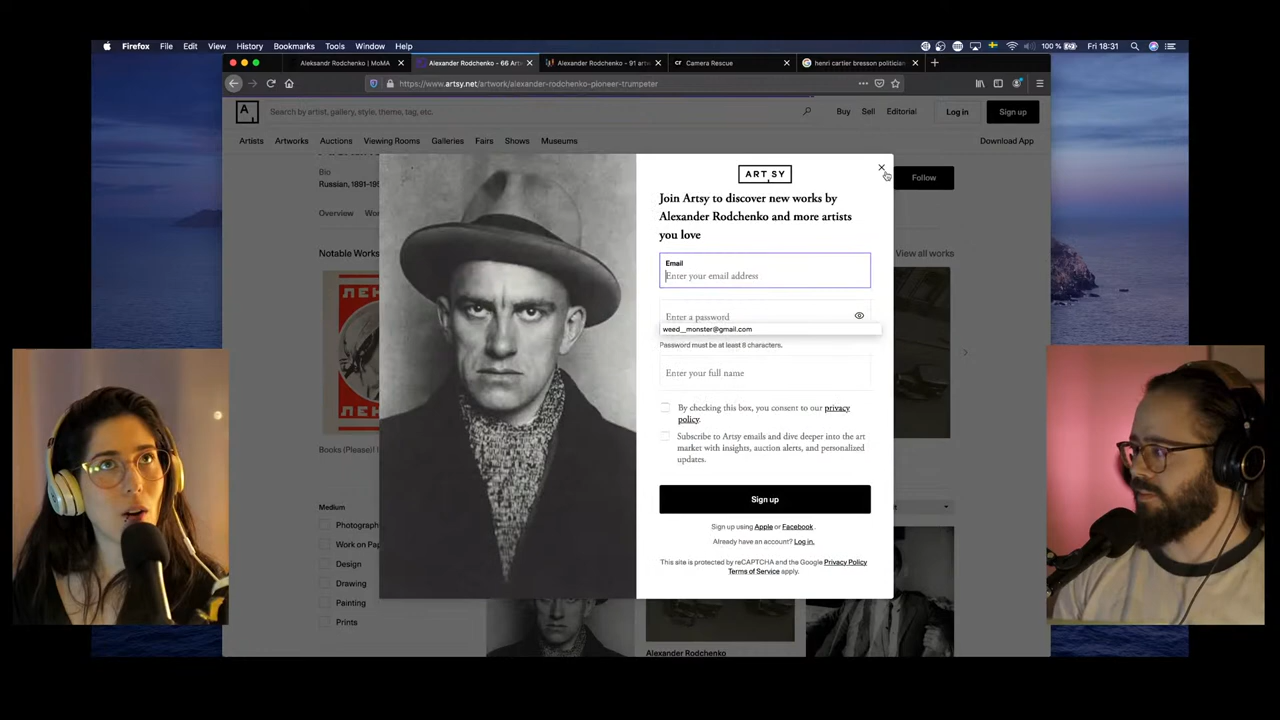 Firefox File Edit View History Bookmarks Tools Window Help 100 % Fri 18:31
Aleksandr Rodchenko | MoMA
Alexander Rodchenko - 66 Artwo
Alexander Rodchenko - 91 artw
cr Camera Rescue
henri cartier bresson politician
https://www.artsy.net/artwork/alexander-rodchenko-pioneer-trumpeter
A
Search by artist, gallery, style, theme, tag, etc.
Buy Sell Editorial Log in Sign up
Artists Artworks Auctions Viewing Rooms Galleries Fairs Shows Museums Download App
Bio
Russian, 1891-195
Follow
Overview Wo
Notable Works
View all works
ЛЕН
ЛЕ
Books (Please)!
Medium
Photograph
Work on Pap
Design
Drawing
Painting
Prints
ARTSY
Join Artsy to discover new works by
Alexander Rodchenko and more artists
you love
Email
Enter your email address
Enter a password
weed__monster@gmail.com
Password must be at least 8 characters.
Enter your full name
By checking this box, you consent to our privacy
policy.
Subscribe to Artsy emails and dive deeper into the art
market with insights, auction alerts, and personalized
updates.
Sign up
Sign up using Apple or Facebook.
Already have an account? Log in.
This site is protected by reCAPTCHA and the Google Privacy Policy
Terms of Service apply.
Alexander Rodchenko